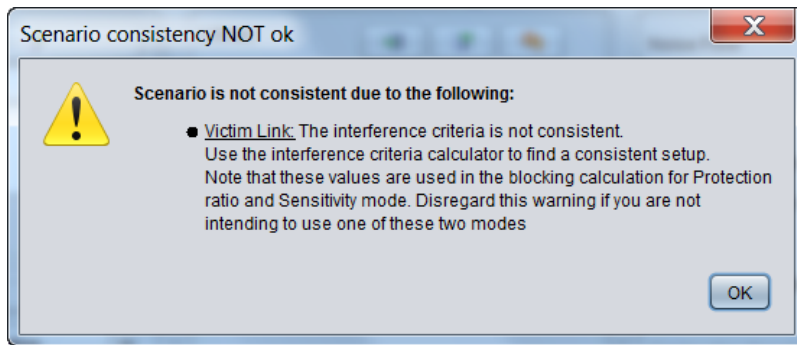 Scenario consistency NOT ok
Scenario is not consistent due to the following:
Victim Link: The interference criteria is not consistent.
Use the interference criteria calculator to find a consistent setup.
Note that these values are used in the blocking calculation for Protection
ratio and Sensitivity mode. Disregard this warning if you are not
intending to use one of these two modes
OK